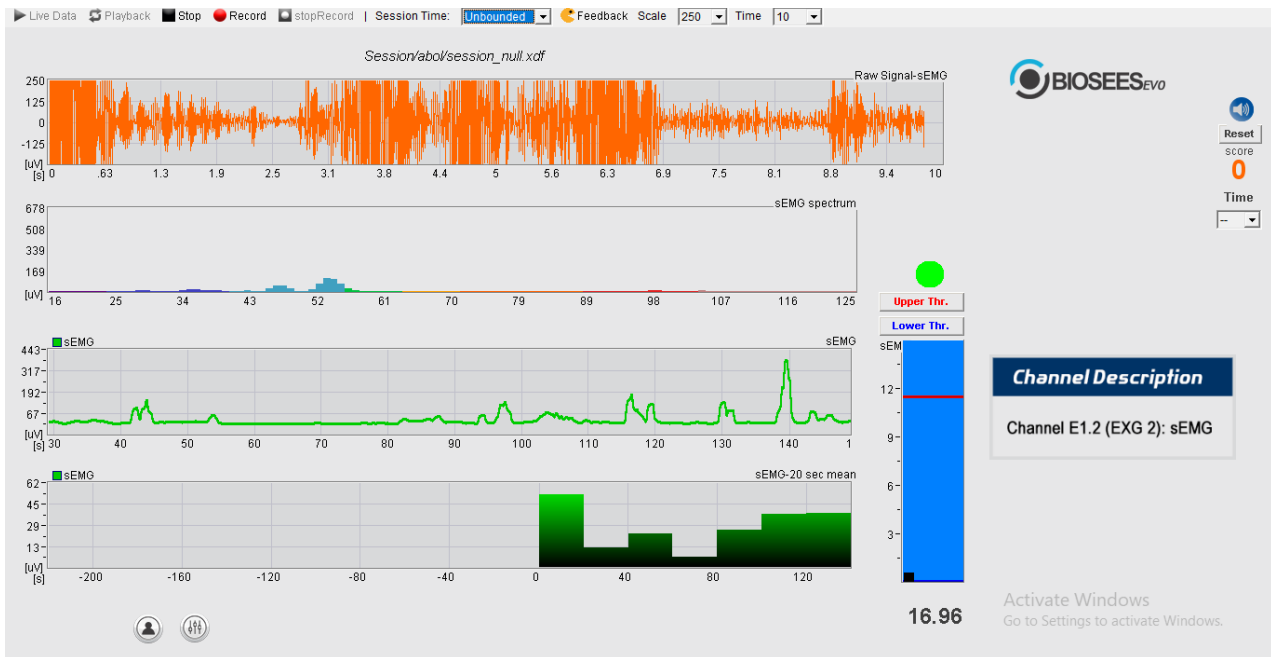 Live Data Playback Stop Record stopRecord | Session Time: Unbounded Feedback Scale 250 Time 10
Session/abol/session_null.xdf
Raw Signal-sEMG
250
125
0
-125
[uV]
[s] 0 .63 1.3 1.9 2.5 3.1 3.8 4.4 5 5.6 6.3 6.9 7.5 8.1 8.8 9.4 10
BIOSEES EVO
Reset
score
0
Time
--
sEMG spectrum
678
508
339
169
[uV] 16 25 34 43 52 61 70 79 89 98 107 116 125
Upper Thr.
Lower Thr.
sEMG sEMG
443
317
192
67
[uV]
[s] 30 40 50 60 70 80 90 100 110 120 130 140 1
sEM
12
9
6
3
16.96
Channel Description
Channel E1.2 (EXG 2): sEMG
sEMG sEMG-20 sec mean
62
45
29
13
[uV]
[s] -200 -160 -120 -80 -40 0 40 80 120
Activate Windows
Go to Settings to activate Windows.